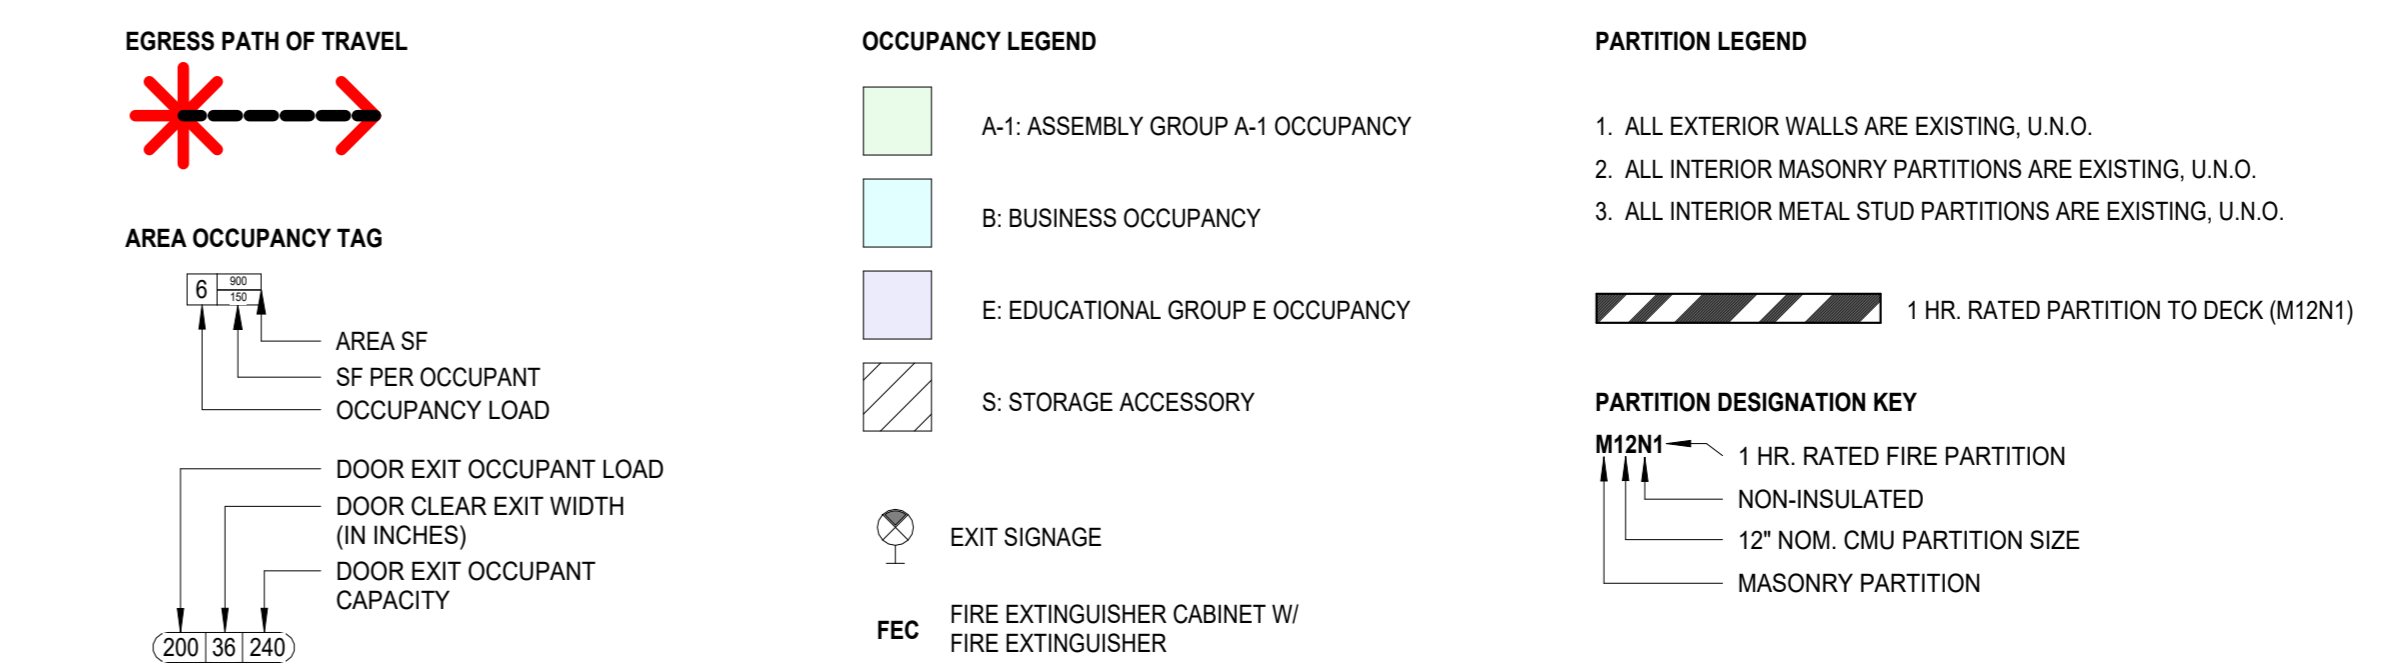 EGRESS PATH OF TRAVEL
AREA OCCUPANCY TAG
6
900
150
AREA SF
SF PER OCCUPANT
OCCUPANCY LOAD
DOOR EXIT OCCUPANT LOAD
DOOR CLEAR EXIT WIDTH
(IN INCHES)
DOOR EXIT OCCUPANT
CAPACITY
200 36 240
OCCUPANCY LEGEND
A-1: ASSEMBLY GROUP A-1 OCCUPANCY
B: BUSINESS OCCUPANCY
E: EDUCATIONAL GROUP E OCCUPANCY
S: STORAGE ACCESSORY
EXIT SIGNAGE
FEC
FIRE EXTINGUISHER CABINET W/
FIRE EXTINGUISHER
PARTITION LEGEND
1. ALL EXTERIOR WALLS ARE EXISTING, U.N.O.
2. ALL INTERIOR MASONRY PARTITIONS ARE EXISTING, U.N.O.
3. ALL INTERIOR METAL STUD PARTITIONS ARE EXISTING, U.N.O.
1 HR. RATED PARTITION TO DECK (M12N1)
PARTITION DESIGNATION KEY
M12N1
1 HR. RATED FIRE PARTITION
NON-INSULATED
12" NOM. CMU PARTITION SIZE
MASONRY PARTITION